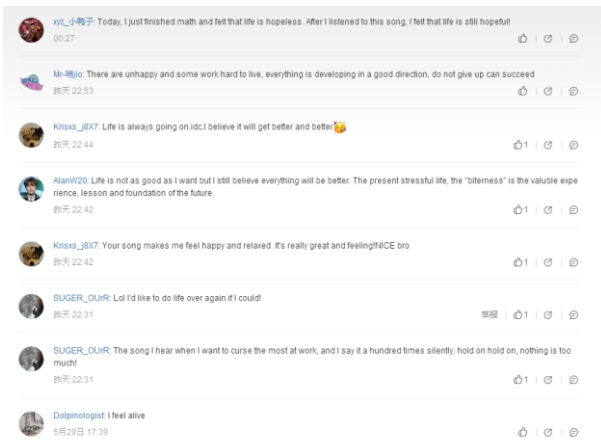 xyz_小鸭子: Today, I just finished math and felt that life is hopeless. After I listened to this song, I felt that life is still hopeful!
00:27
Mr-喃jio: There are unhappy and some work hard to live, everything is developing in a good direction, do not give up can succeed
昨天 22:53
Krisxs_j8X7: Life is always going on.idc.I believe it will get better and better🥳
昨天 22:44
1
AlanW20: Life is not as good as I want but I still believe everything will be better. The present stressful life, the "biterness" is the valuble expe
rience, lesson and foundation of the future.
昨天 22:42
1
Krisxs_j8X7: Your song makes me feel happy and relaxed. It's really great and feeling!NICE bro
昨天 22:42
1
SUGER_OUrR: Lol I'd like to do life over again if I could!
昨天 22:31
举报 1
SUGER_OUrR: The song I hear when I want to curse the most at work, and I say it a hundred times silently: hold on hold on, nothing is too
much!
昨天 22:31
1
Dolpinologist: I feel alive
5月29日 17:39